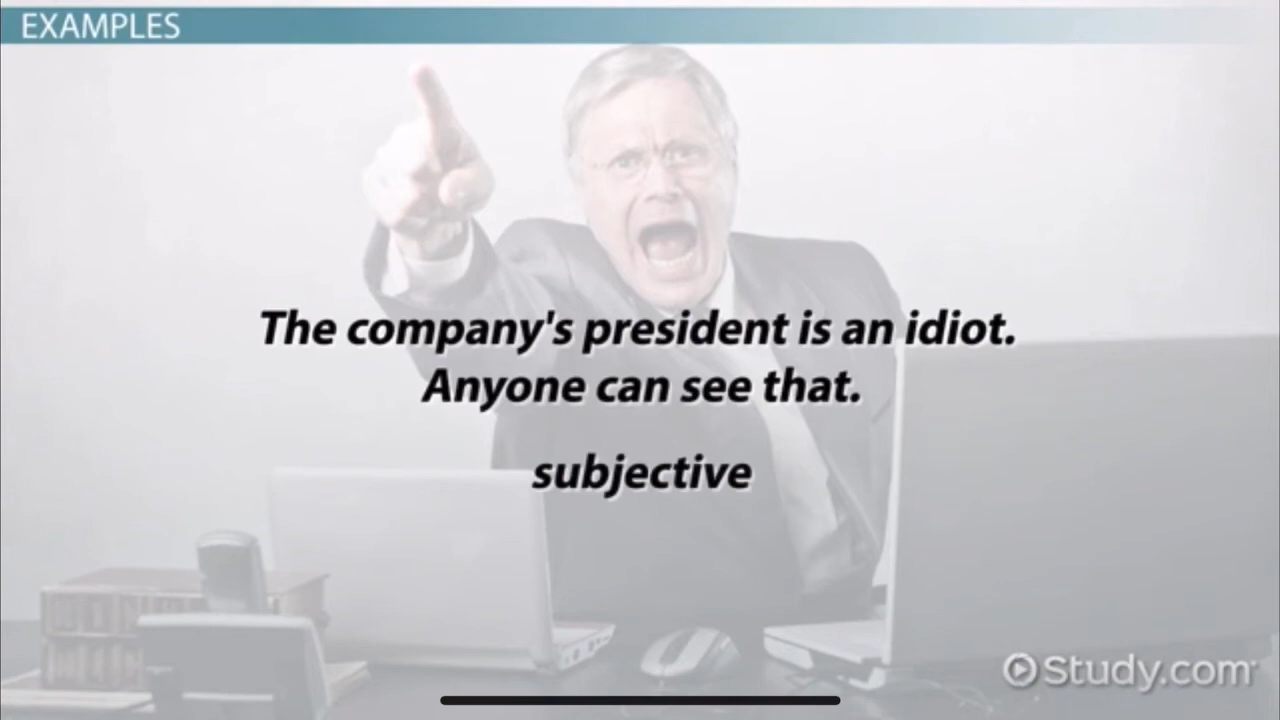 EXAMPLES
The company's president is an idiot.
Anyone can see that.
subjective
Study.com